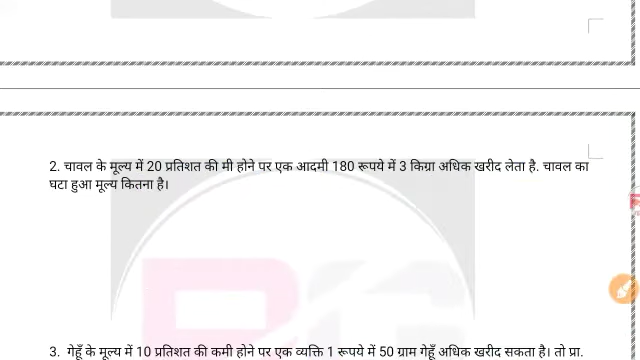 2. चावल के मूल्य में 20 प्रतिशत की मी होने पर एक आदमी 180 रूपये में 3 किग्रा अधिक खरीद लेता है. चावल का
घटा हुआ मूल्य कितना है।
3. गेहूँ के मूल्य में 10 प्रतिशत की कमी होने पर एक व्यक्ति 1 रूपये में 50 ग्राम गेहूँ अधिक खरीद सकता है। तो प्रा.